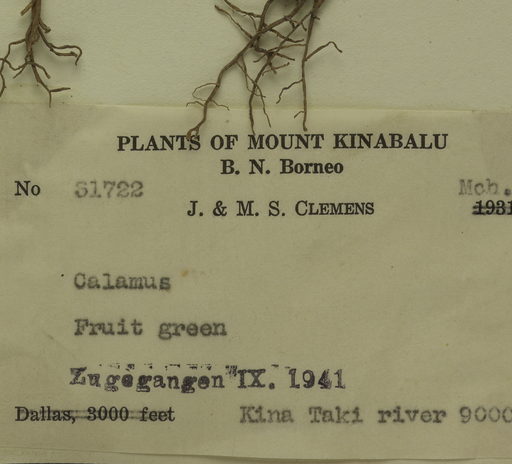 PLANTS OF MOUNT KINABALU
B. N. Borneo
No 31722 Mch.
J. & M. S. CLEMENS 1931
Calamus
Fruit green
Zugegangen IX. 1941
Dallas, 3000 feet Kina Taki river 9000